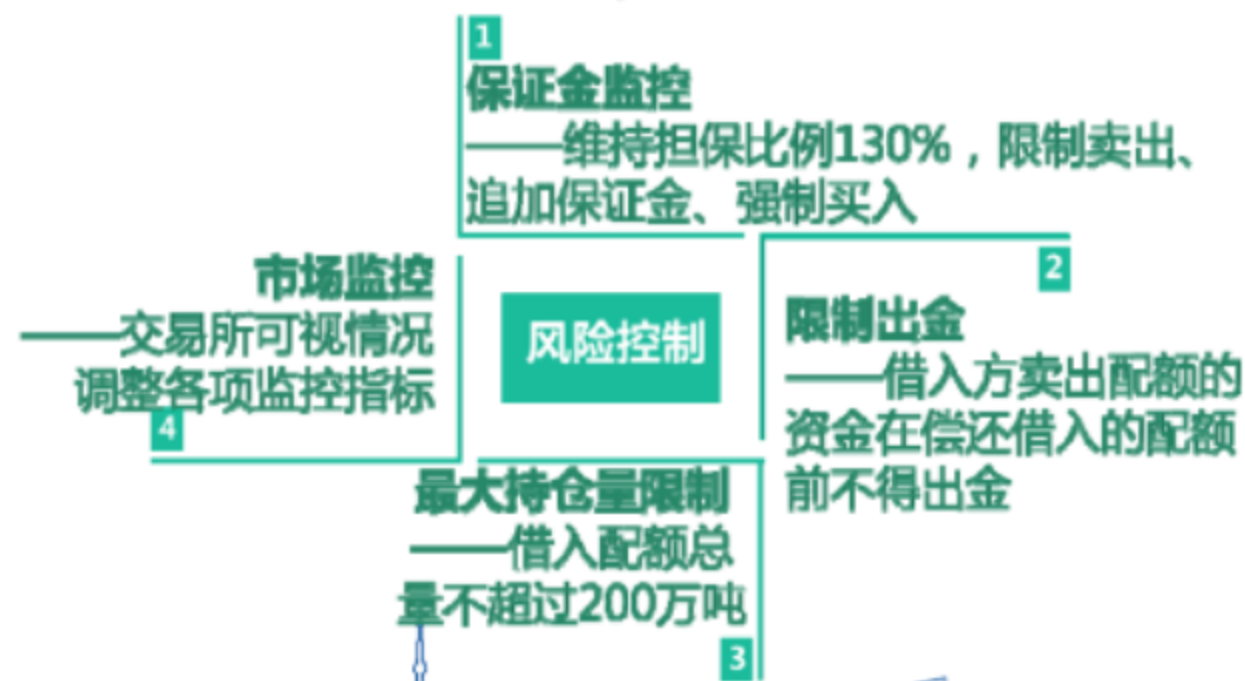 1
保证金监控
——维持担保比例130%，限制卖出、
追加保证金、强制买入
2
限制出金
——借入方卖出配额的
资金在偿还借入的配额
前不得出金
风险控制
市场监控
——交易所可视情况
调整各项监控指标
4
最大持仓量限制
——借入配额总
量不超过200万吨
3